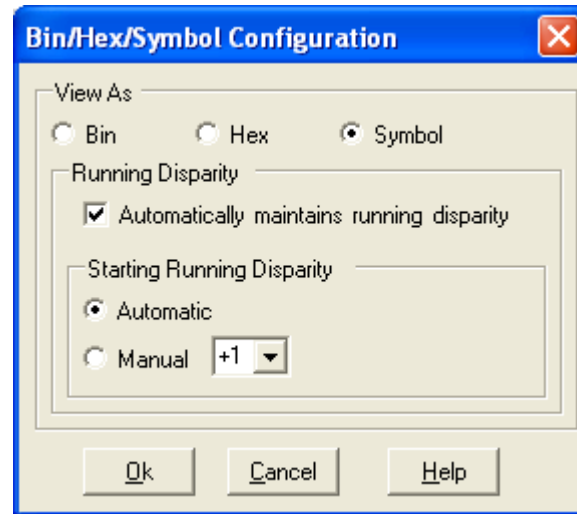 Bin/Hex/Symbol Configuration
View As
Bin Hex Symbol
Running Disparity
Automatically maintains running disparity
Starting Running Disparity
Automatic
Manual +1
Ok Cancel Help